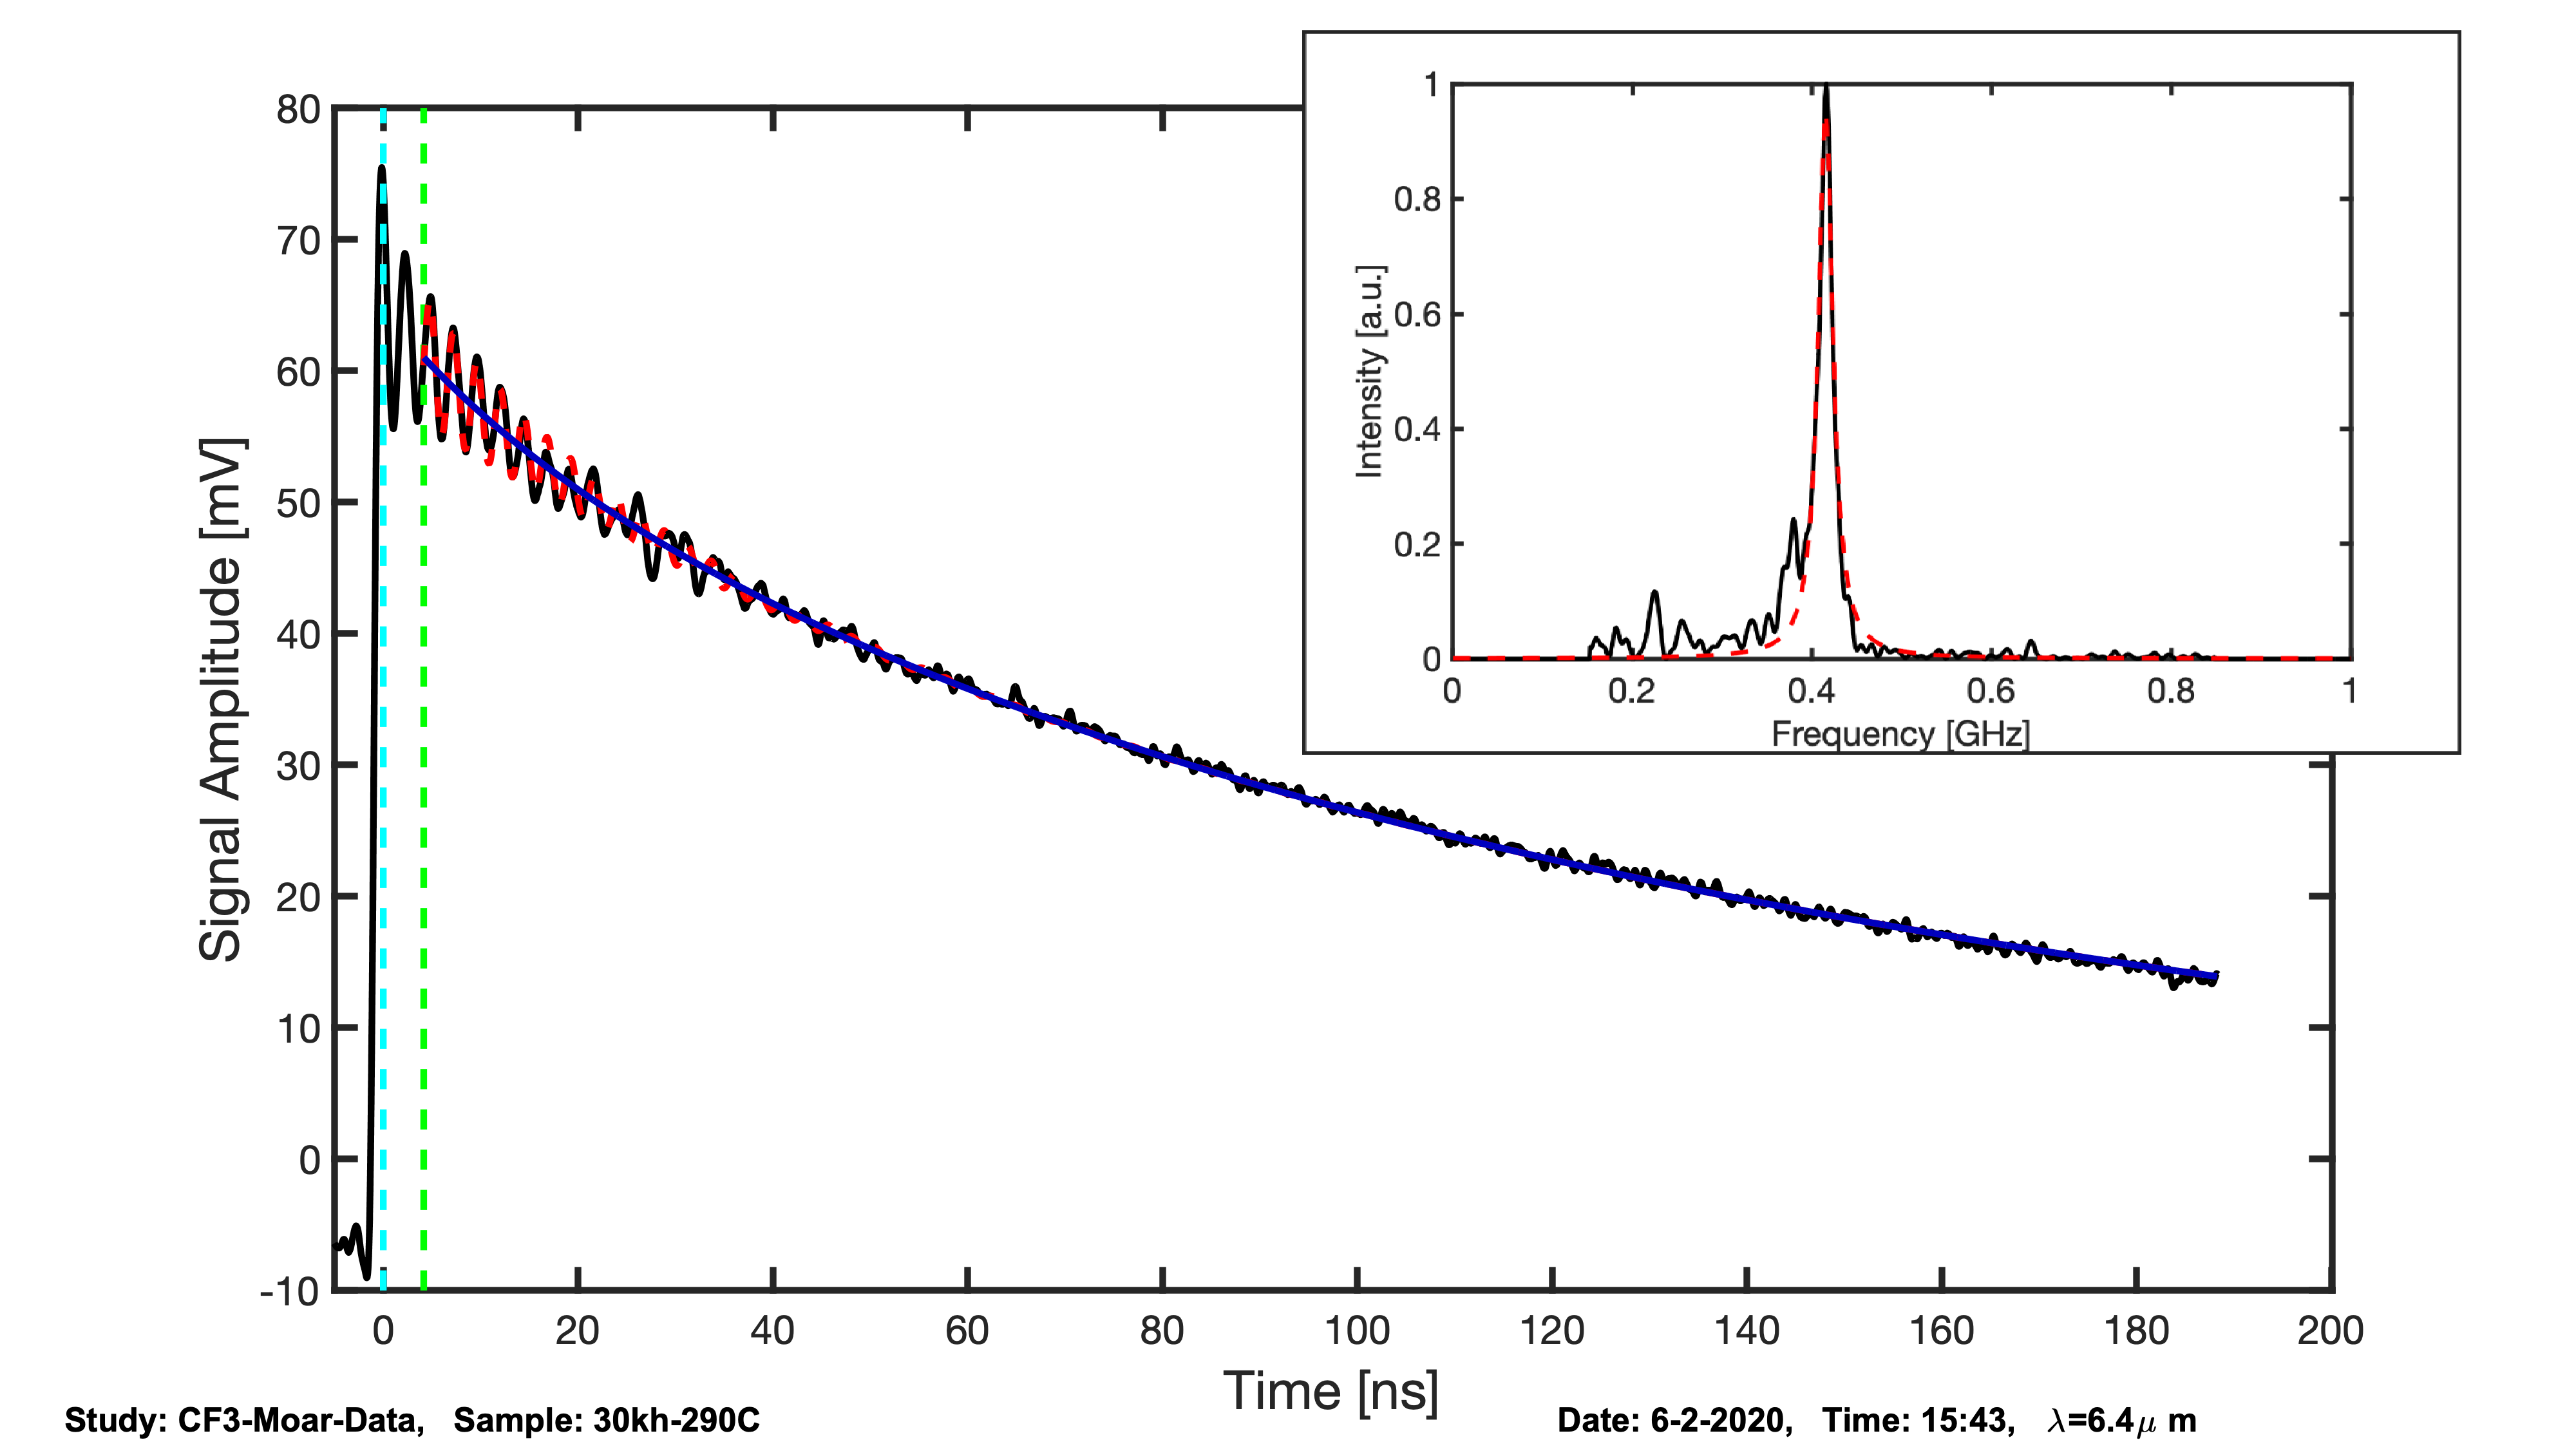 1
0.8
0.6
0.4
0.2
0
Intensity [a.u.]
0 0.2 0.4 0.6 0.8 1
Frequency [GHz]
80
70
60
50
40
30
20
10
0
-10
Signal Amplitude [mV]
0 20 40 60 80 100 120 140 160 180 200
Time [ns]
Study: CF3-Moar-Data, Sample: 30kh-290C
Date: 6-2-2020, Time: 15:43, λ=6.4μ m